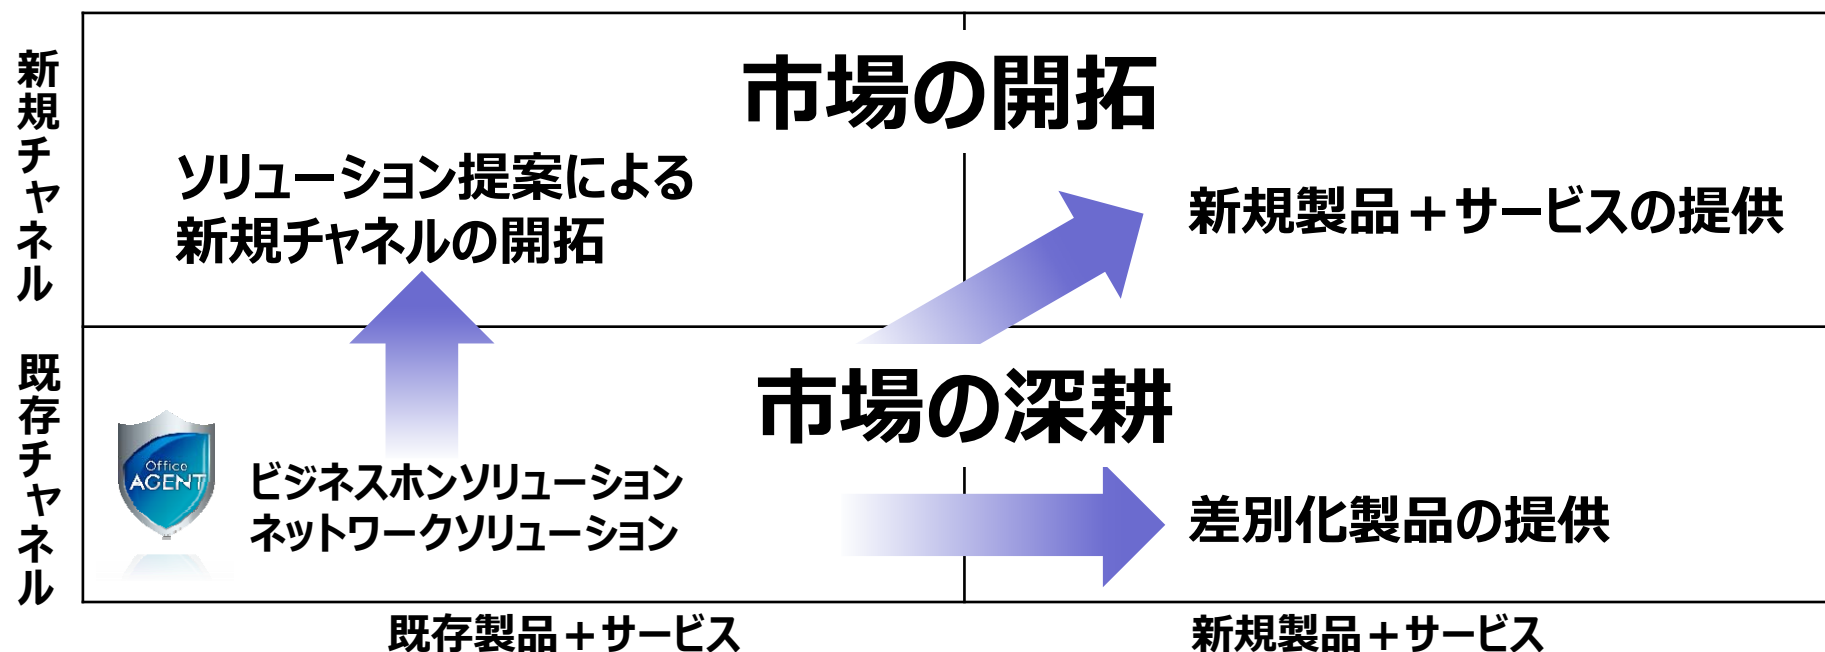 新規チャネル
市場の開拓
ソリューション提案による
新規チャネルの開拓
新規製品＋サービスの提供
既存チャネル
市場の深耕
Office
AGENT
ビジネスホンソリューション
ネットワークソリューション
差別化製品の提供
既存製品＋サービス
新規製品＋サービス